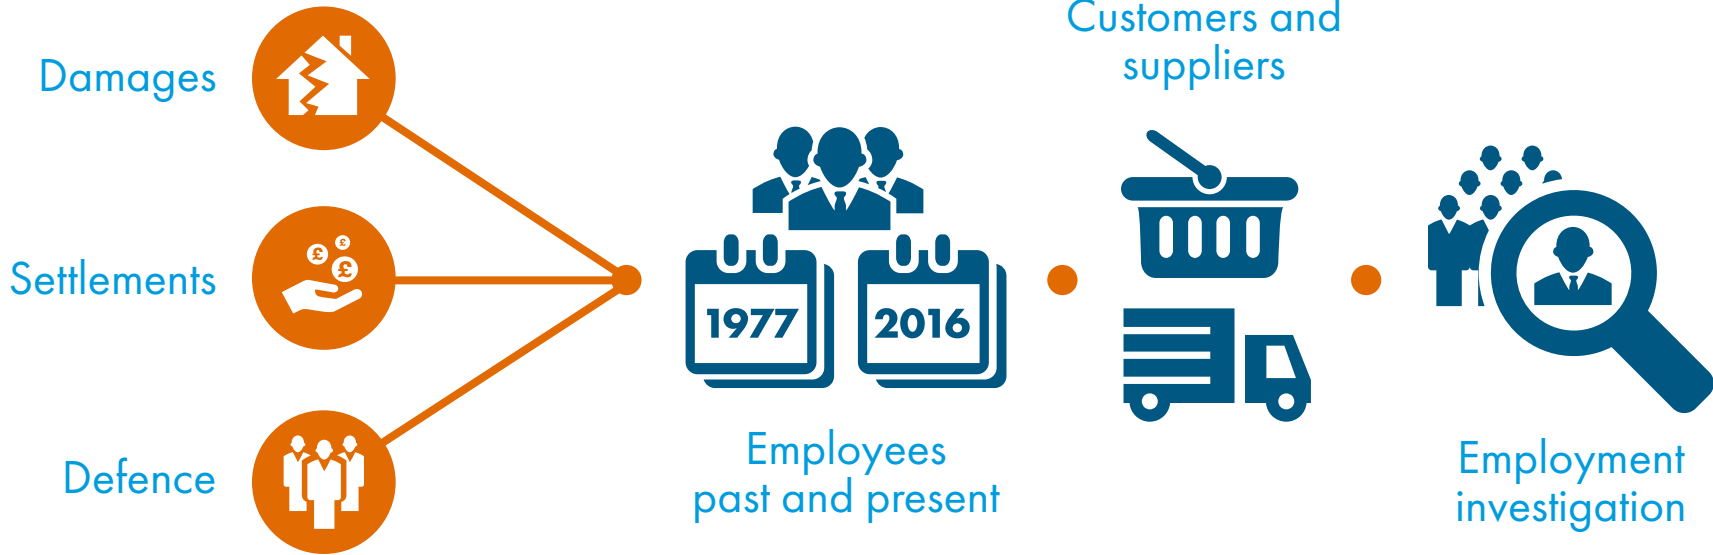 Damages
Settlements
£
£
£
Defence
1977
2016
Employees
past and present
Customers and
suppliers
Employment
investigation